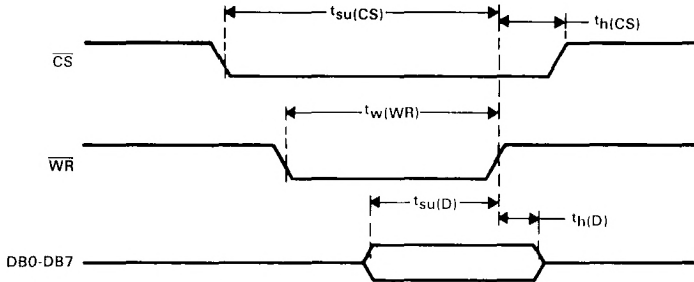 tsu(CS)
th(CS)
CS
tw(WR)
WR
tsu(D)
th(D)
DB0-DB7